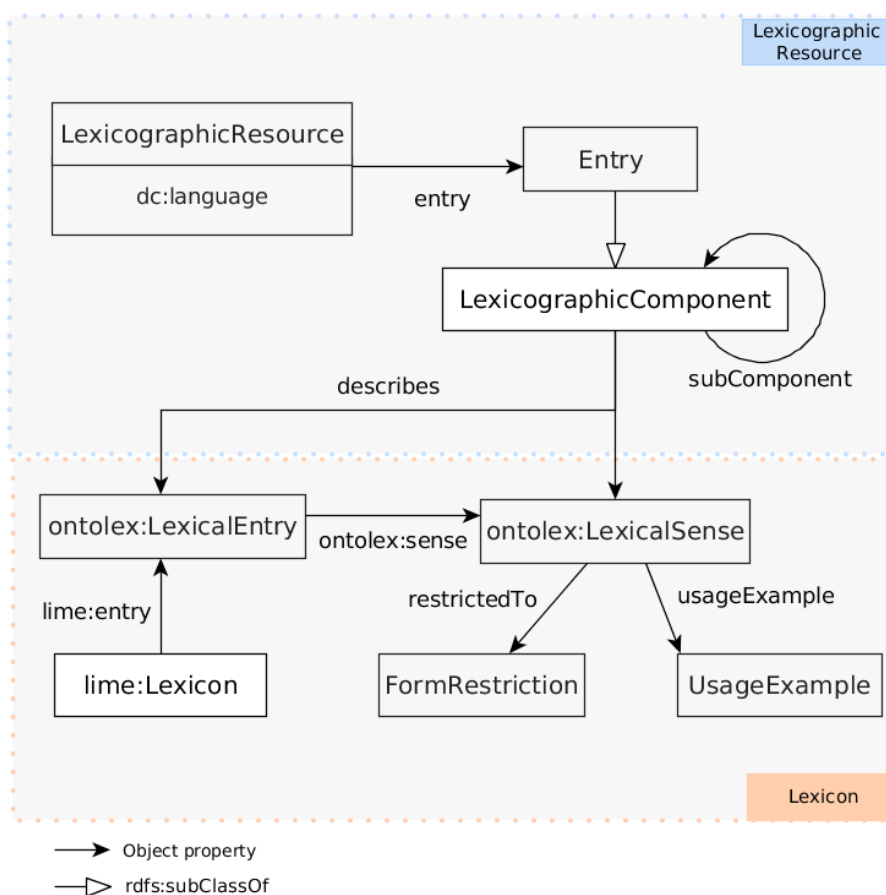 Lexicographic
Resource
LexicographicResource
dc:language
entry
Entry
LexicographicComponent
subComponent
describes
ontolex:LexicalEntry
ontolex:sense
ontolex:LexicalSense
lime:entry
restrictedTo
usageExample
lime:Lexicon
FormRestriction
UsageExample
Lexicon
Object property
rdfs:subClassOf